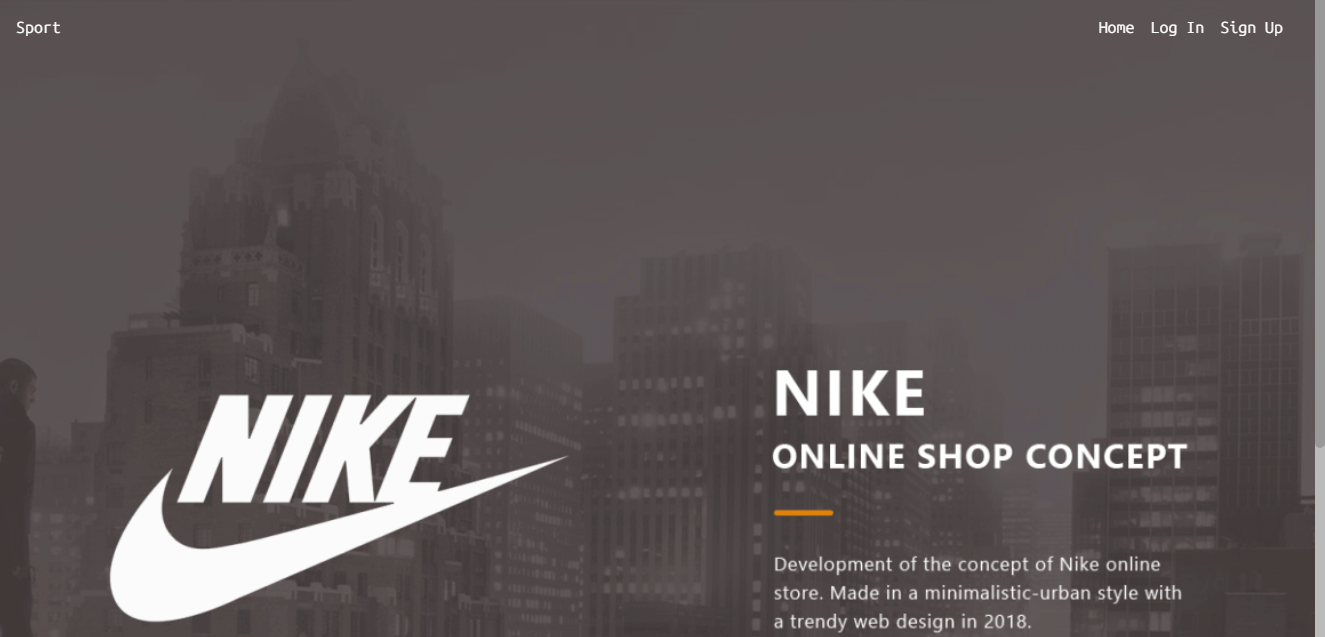 Sport
Home Log In Sign Up
NIKE
NIKE
ONLINE SHOP CONCEPT
Development of the concept of Nike online
store. Made in a minimalistic-urban style with
a trendy web design in 2018.